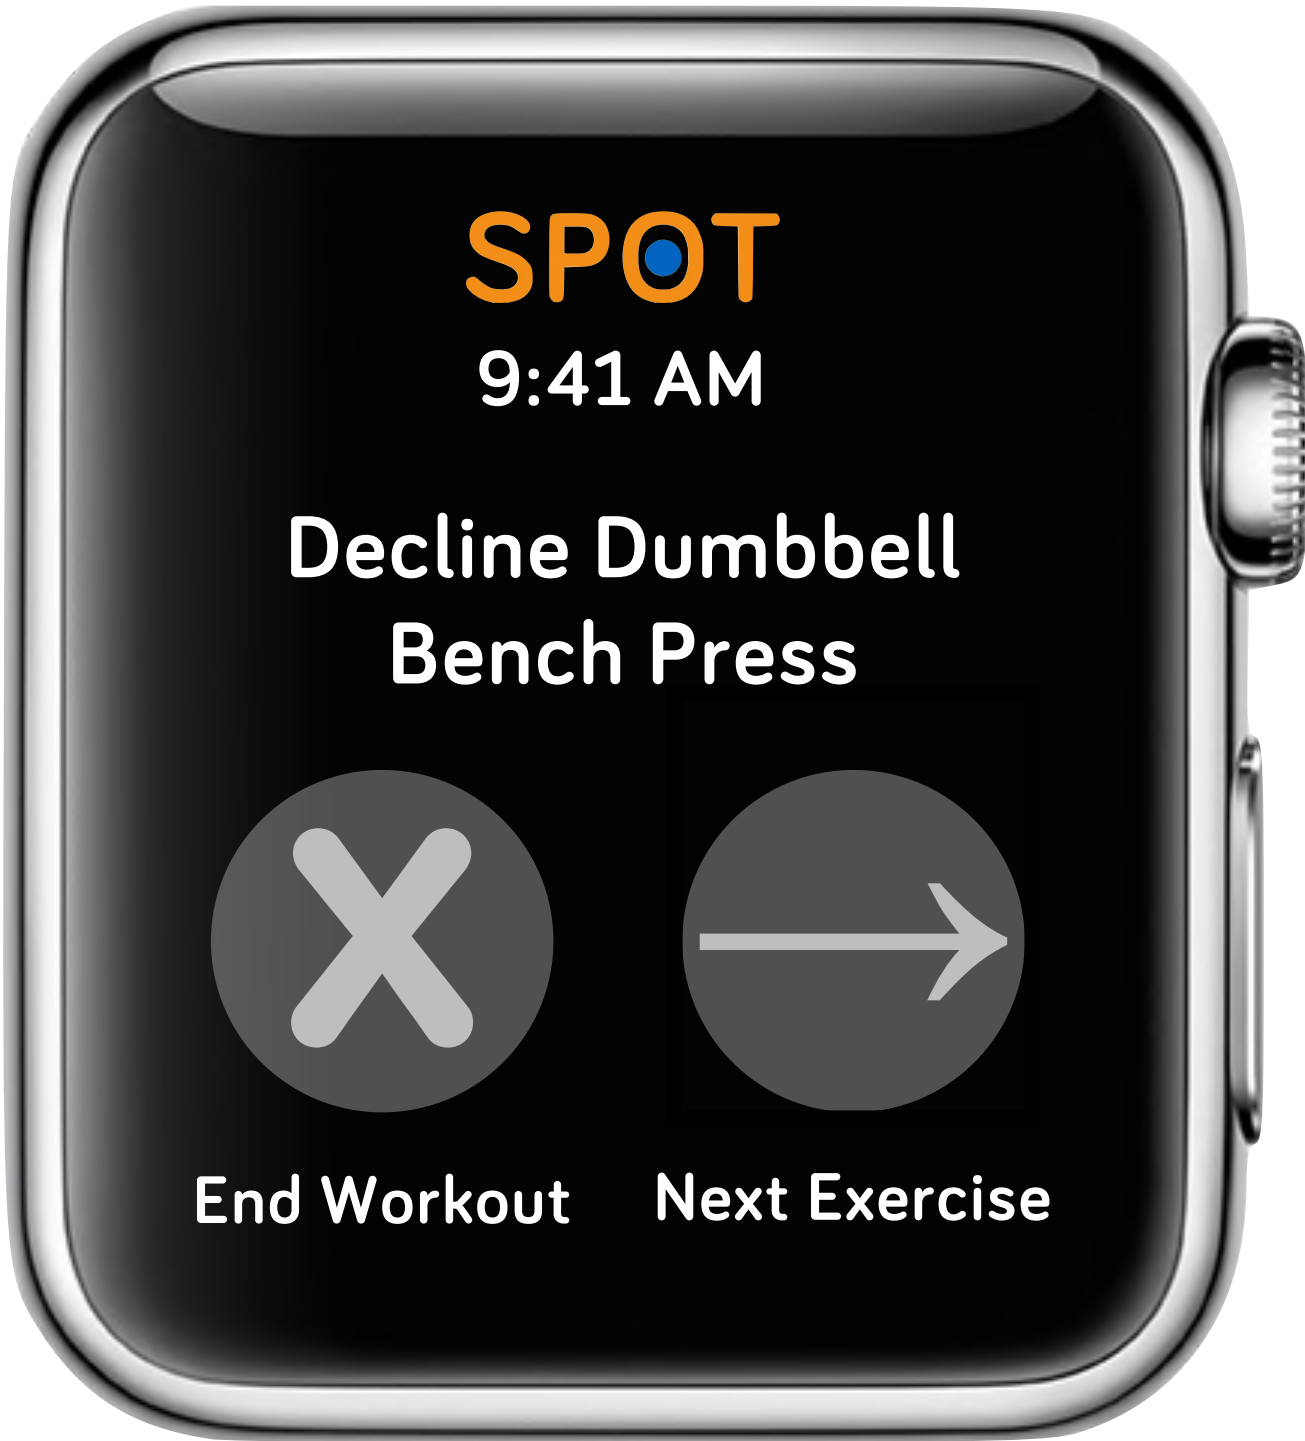 SPOT
9:41 AM
Decline Dumbbell
Bench Press
End Workout
Next Exercise